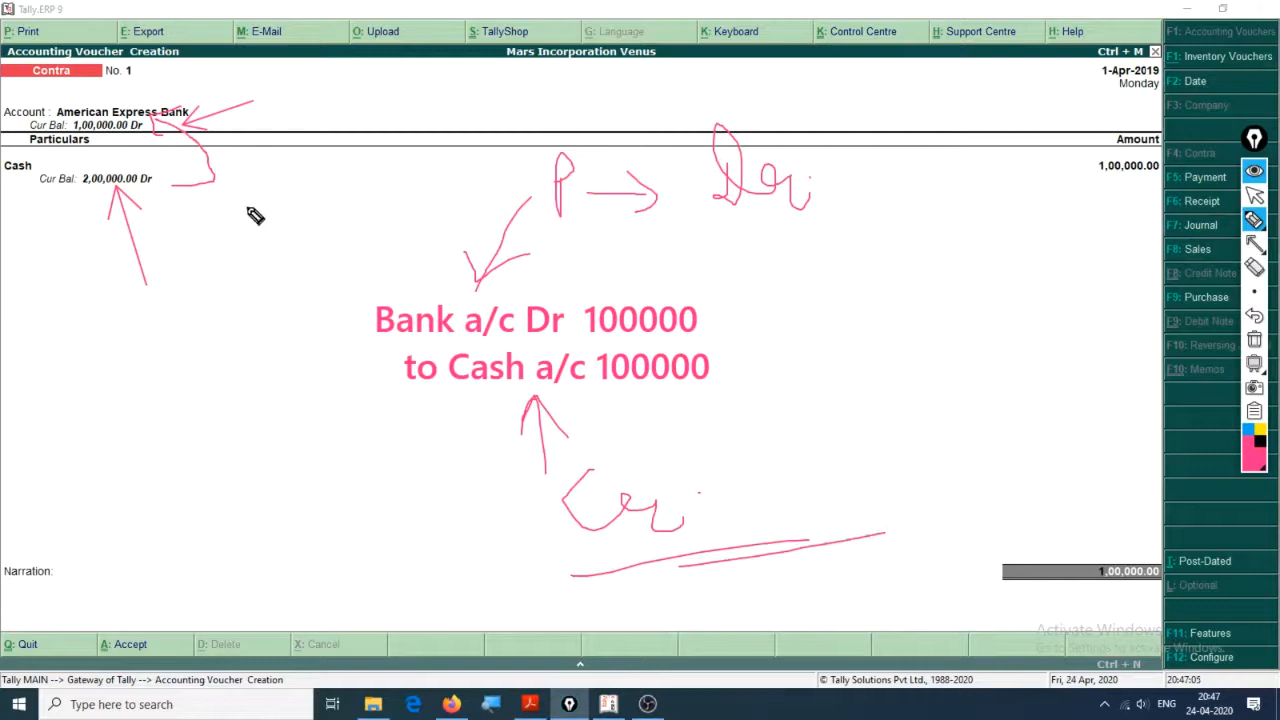 Tally.ERP 9
P: Print E: Export M: E-Mail O: Upload S: TallyShop G: Language K: Keyboard K: Control Centre H: Support Centre H: Help F1: Accounting Vouchers
Accounting Voucher Creation Mars Incorporation Venus Ctrl + M
F1: Inventory Vouchers
Contra No. 1 1-Apr-2019
Monday
F2: Date
F3: Company
Account : American Express Bank
Cur Bal: 1,00,000.00 Dr
Particulars Amount
F4: Contra
Cash 1,00,000.00
Cur Bal: 2,00,000.00 Dr
F5: Payment
P Dr.
F6: Receipt
F7: Journal
F8: Sales
F8: Credit Note
F9: Purchase
Bank a/c Dr 100000
F9: Debit Note
F10: Reversing
to Cash a/c 100000
F10: Memos
Cr.
Narration: 1,00,000.00
I: Post-Dated
L: Optional
Activate Windows
F11: Features
Q: Quit A: Accept D: Delete X: Cancel
Go to Settings to activate Windows.
F12: Configure
Ctrl + N
Tally MAIN --> Gateway of Tally --> Accounting Voucher Creation © Tally Solutions Pvt Ltd., 1988-2020 Fri, 24 Apr, 2020 20:47:05
Type here to search ENG 20:47
24-04-2020